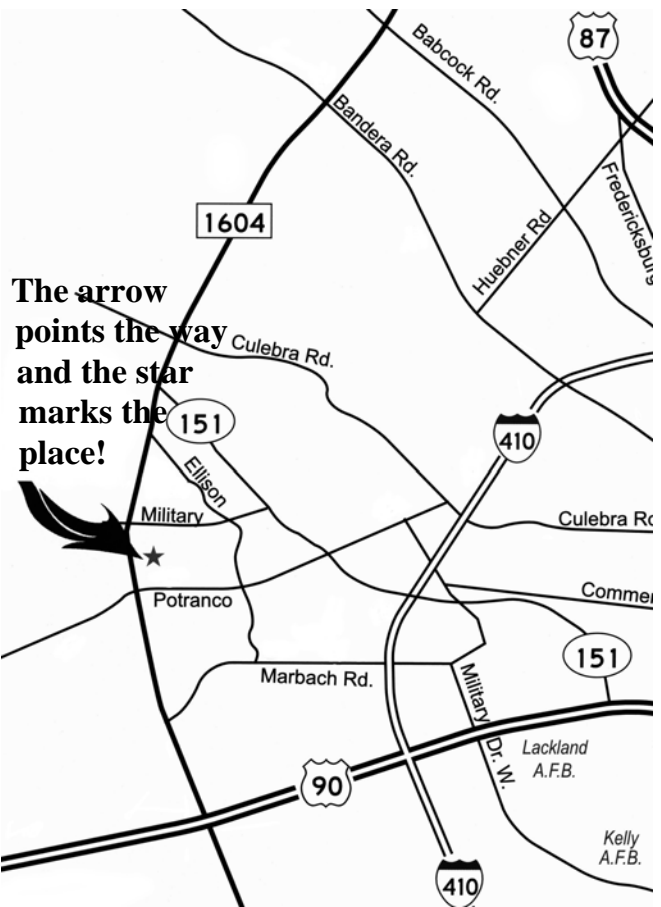 87
Babcock Rd.
Bandera Rd.
Fredericksburg
1604
Huebner Rd
The arrow
points the way
and the star
marks the
place!
Culebra Rd.
151
410
Ellison
Military
Culebra Rd
Potranco
Commer
151
Marbach Rd.
Military
Dr. W.
Lackland
A.F.B.
90
Kelly
A.F.B.
410